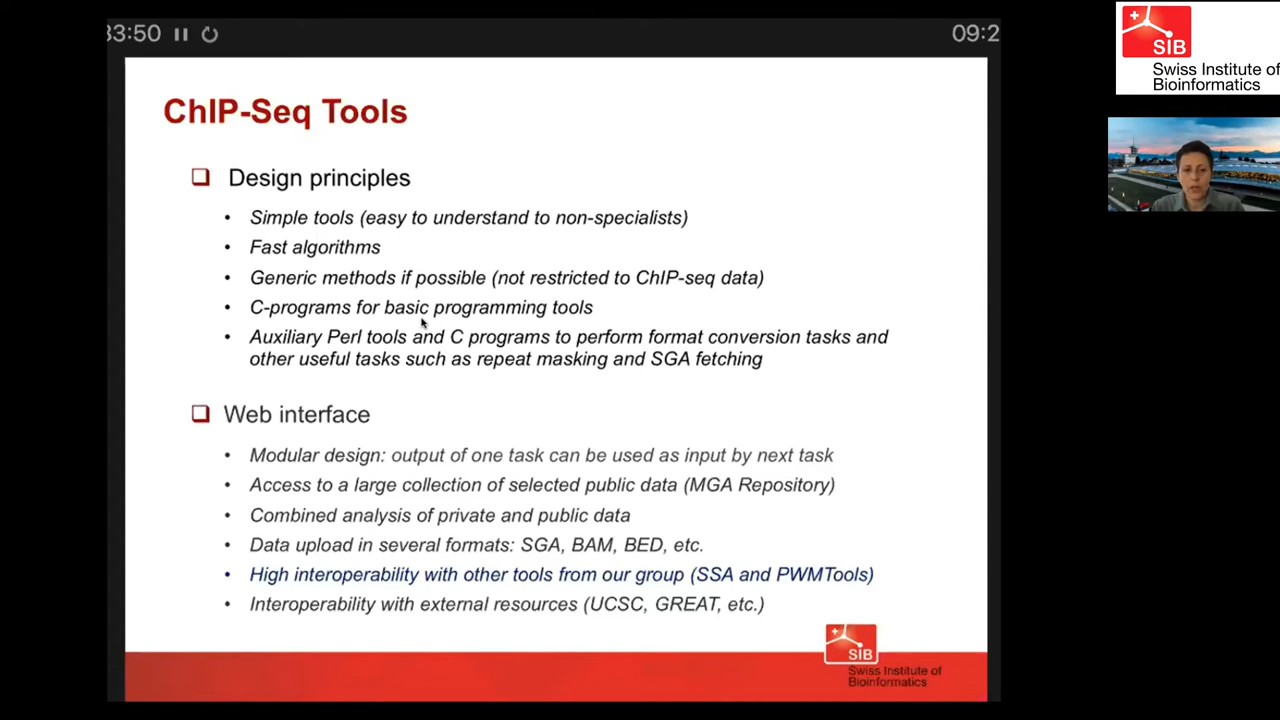 33:50
09:2
SIB
Swiss Institute of
Bioinformatics
ChIP-Seq Tools
Design principles
• Simple tools (easy to understand to non-specialists)
• Fast algorithms
• Generic methods if possible (not restricted to ChIP-seq data)
• C-programs for basic programming tools
• Auxiliary Perl tools and C programs to perform format conversion tasks and
other useful tasks such as repeat masking and SGA fetching
Web interface
• Modular design: output of one task can be used as input by next task
• Access to a large collection of selected public data (MGA Repository)
• Combined analysis of private and public data
• Data upload in several formats: SGA, BAM, BED, etc.
• High interoperability with other tools from our group (SSA and PWMTools)
• Interoperability with external resources (UCSC, GREAT, etc.)
SIB
Swiss Institute of
Bioinformatics